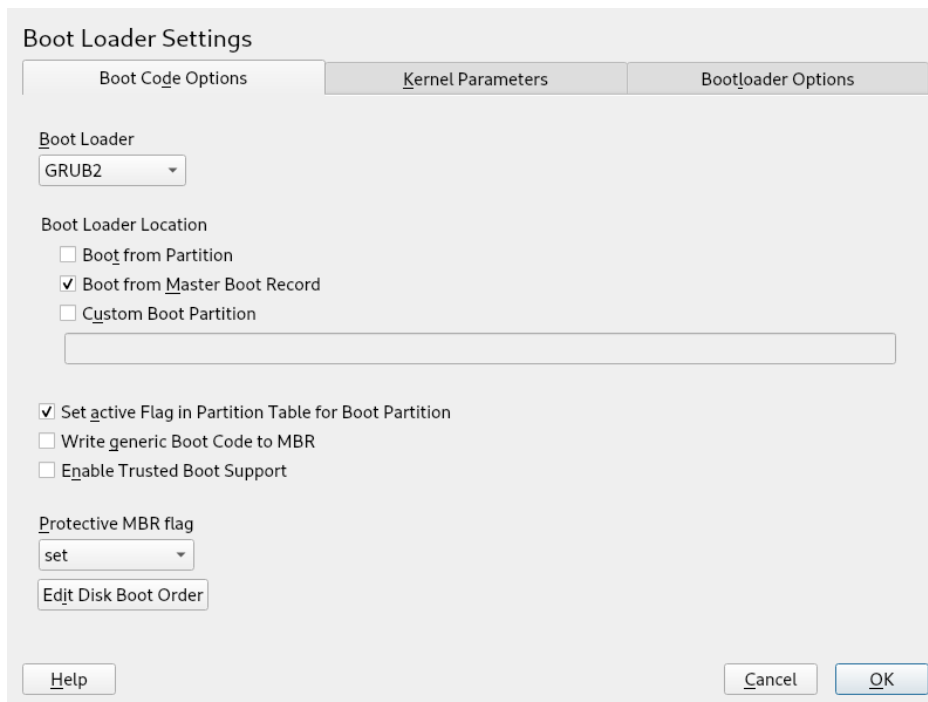 Boot Loader Settings
Boot Code Options Kernel Parameters Bootloader Options
Boot Loader
GRUB2
Boot Loader Location
Boot from Partition
Boot from Master Boot Record
Custom Boot Partition
Set active Flag in Partition Table for Boot Partition
Write generic Boot Code to MBR
Enable Trusted Boot Support
Protective MBR flag
set
Edit Disk Boot Order
Help Cancel OK